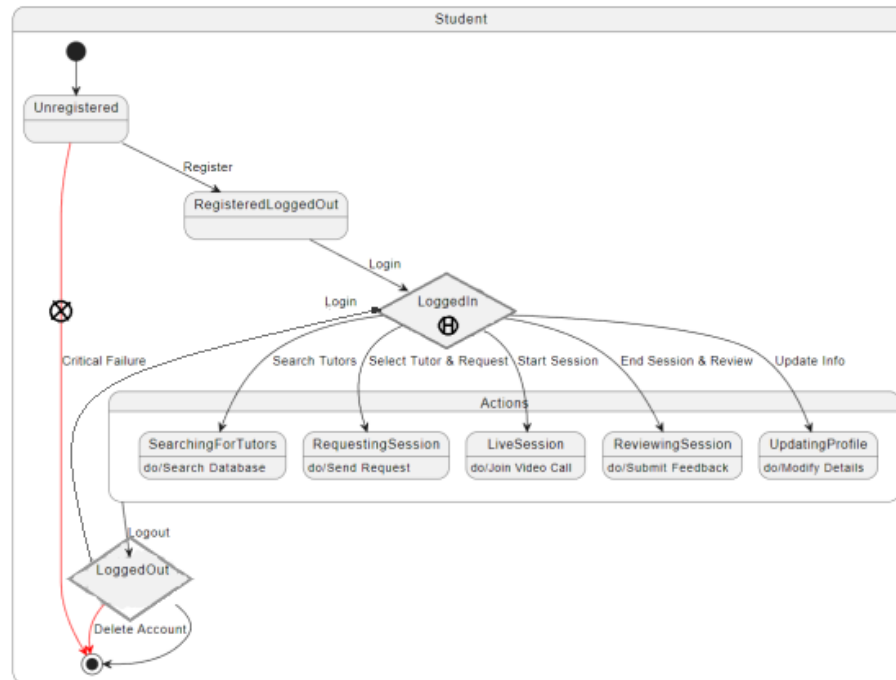 Student
Unregistered
Register
RegisteredLoggedOut
Login
Login
LoggedIn
H
Critical Failure
Search Tutors
Select Tutor & Request
Start Session
End Session & Review
Update Info
Actions
SearchingForTutors
do/Search Database
RequestingSession
do/Send Request
LiveSession
do/Join Video Call
ReviewingSession
do/Submit Feedback
UpdatingProfile
do/Modify Details
Logout
LoggedOut
Delete Account